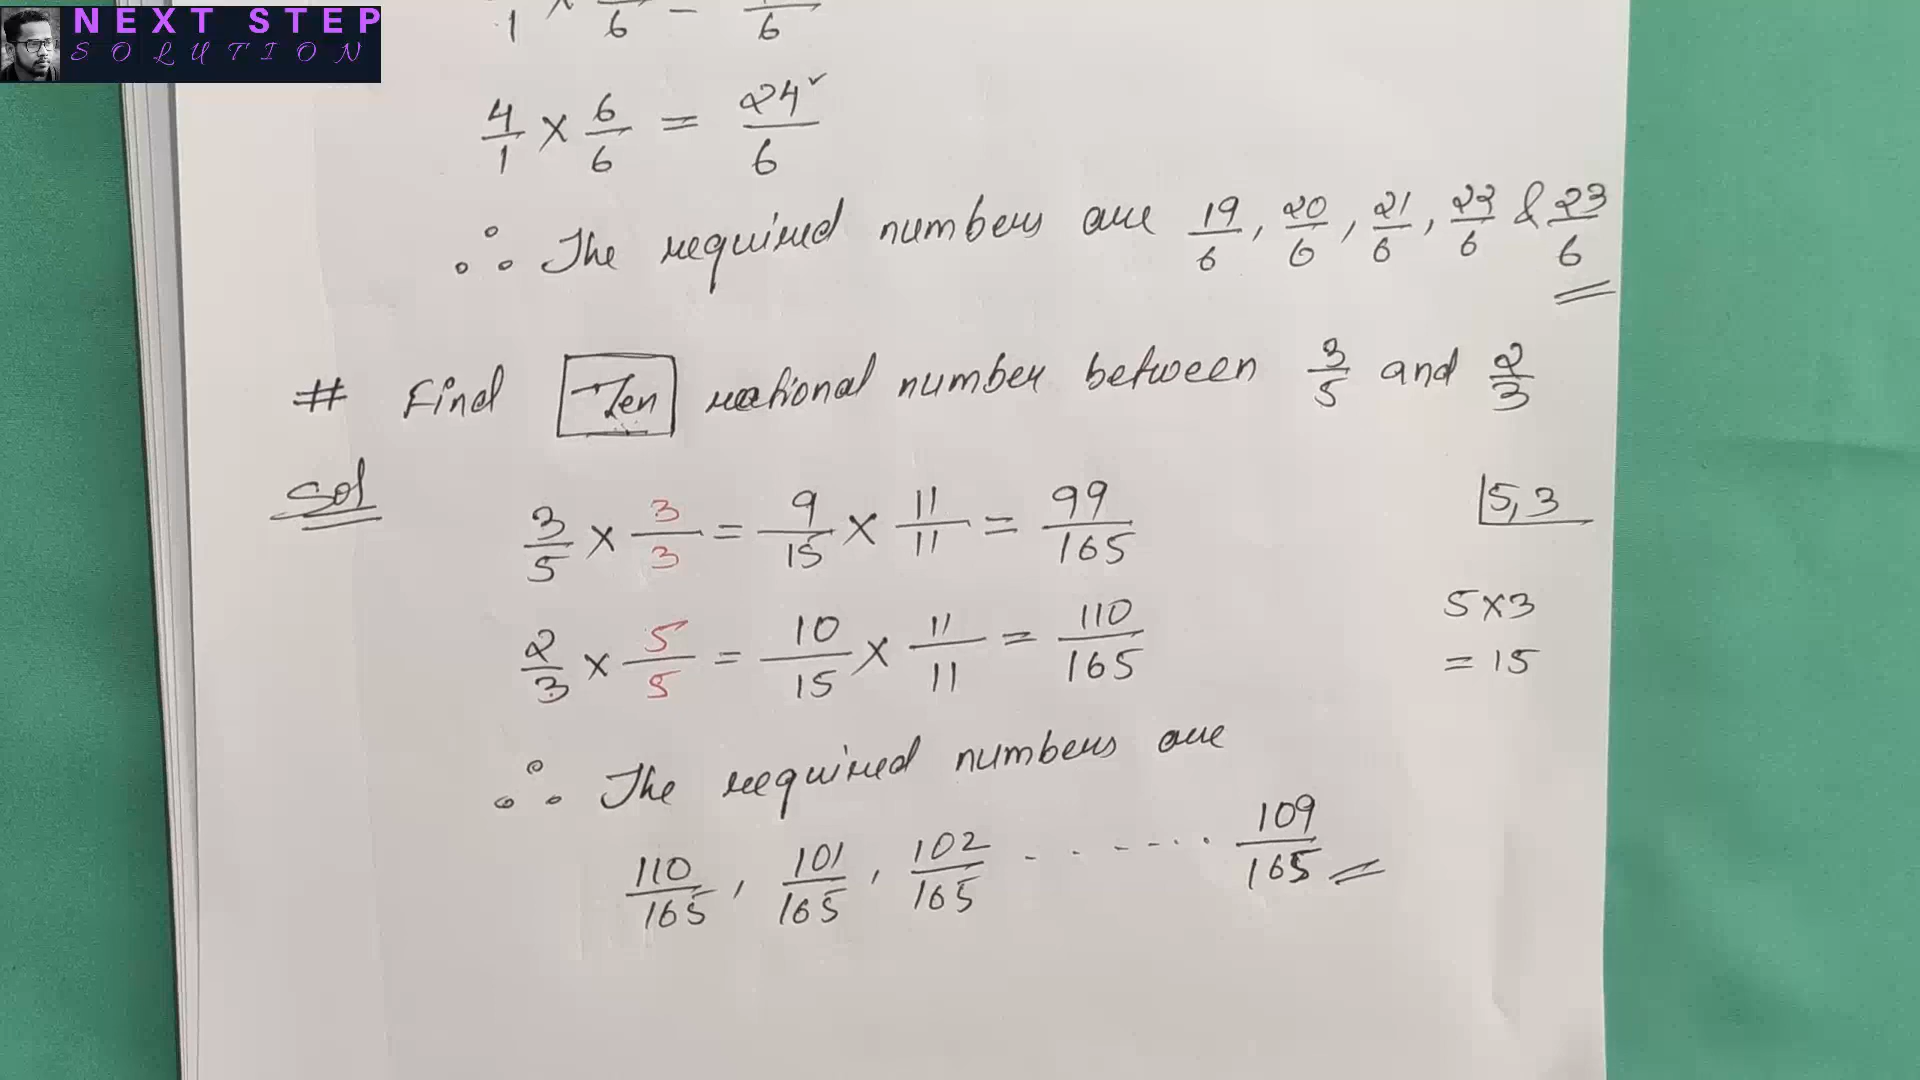 NEXT STEP
SOLUTION
1 × 6 = 6
4/1 × 6/6 = 24/6 ✓
∴ The required numbers are 19/6, 20/6, 21/6, 22/6 & 23/6
# Find Ten rational number between 3/5 and 2/3
Sol
3/5 × 3/3 = 9/15 × 11/11 = 99/165
5, 3
2/3 × 5/5 = 10/15 × 11/11 = 110/165
5×3
= 15
∴ The required numbers are
110/165, 101/165, 102/165 - - - - - . . 109/165